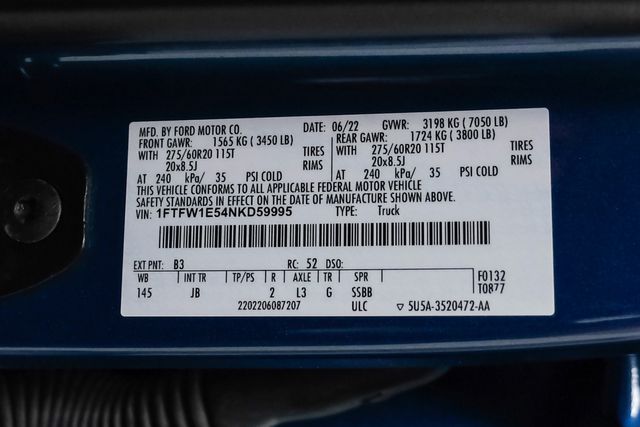 MFD. BY FORD MOTOR CO. DATE: 06/22 GVWR: 3198 KG ( 7050 LB)
FRONT GAWR: 1565 KG ( 3450 LB) REAR GAWR: 1724 KG ( 3800 LB)
WITH 275/60R20 115T TIRES WITH 275/60R20 115T TIRES
20x8.5J RIMS 20x8.5J RIMS
AT 240 kPa/ 35 PSI COLD AT 240 kPa/ 35 PSI COLD
THIS VEHICLE CONFORMS TO ALL APPLICABLE FEDERAL MOTOR VEHICLE
SAFETY STANDARDS IN EFFECT ON THE DATE OF MANUFACTURE SHOWN ABOVE.
VIN: 1FTFW1E54NKD59995 TYPE: Truck
EXT PNT: B3 RC: 52 DSO:
WB INT TR TP/PS R AXLE TR SPR F0132
145 JB 2 L3 G SSBB T0877
2202206087207 ULC ▽ 5U5A-3520472-AA